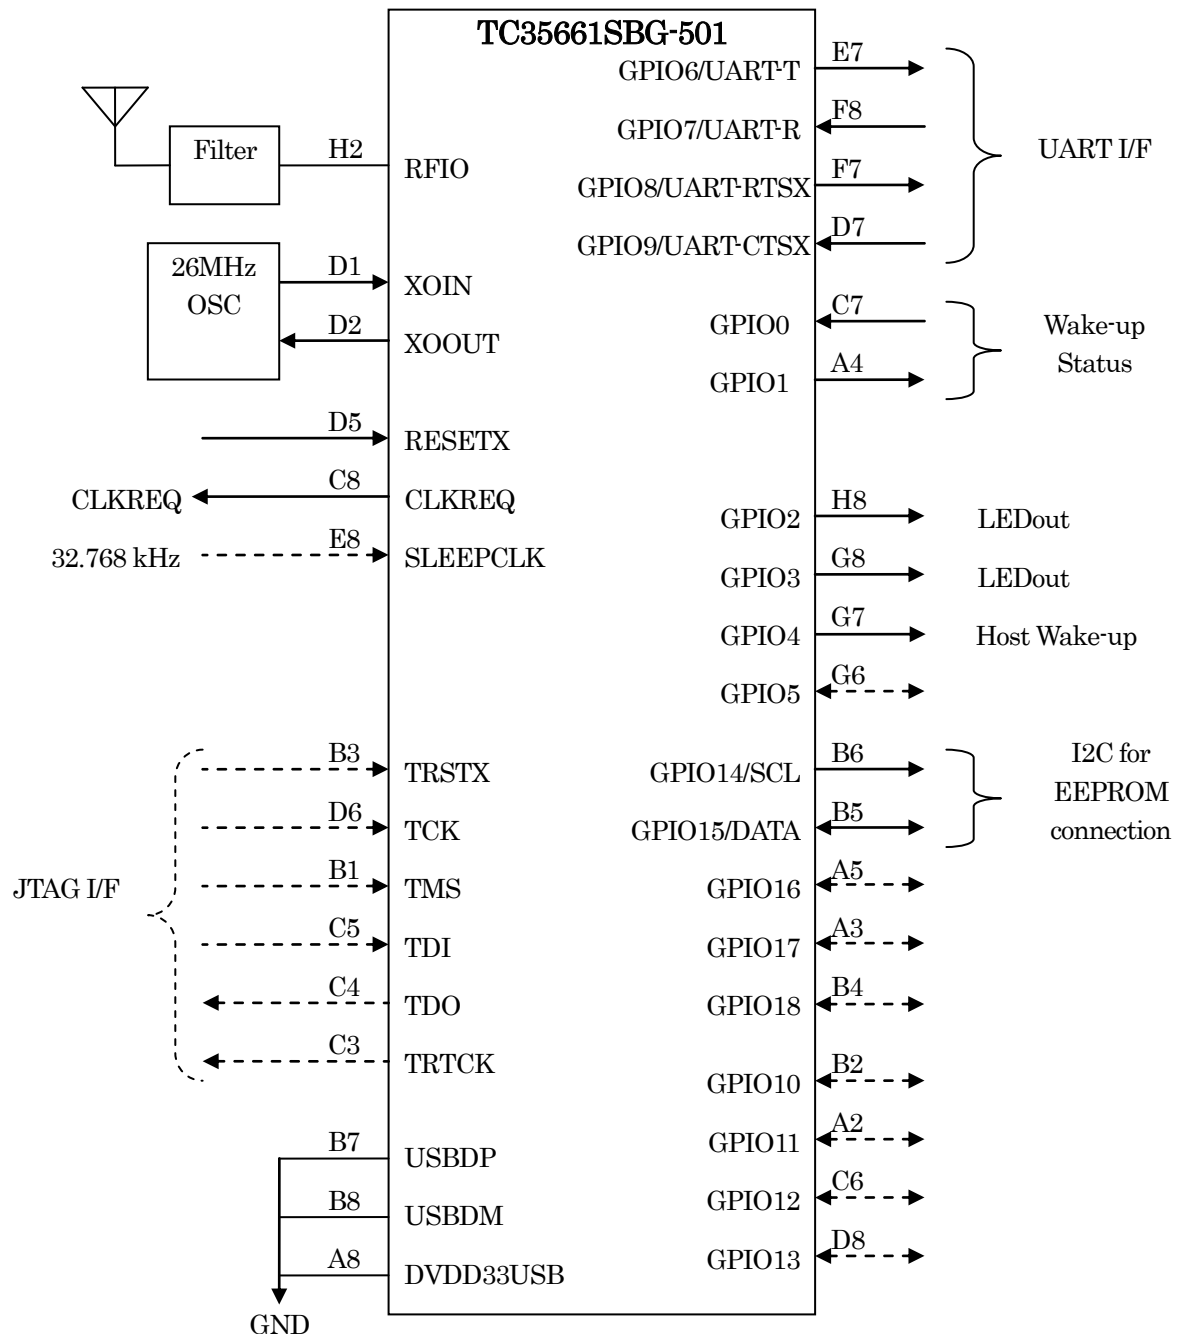 TC35661SBG-501
Filter
H2
RFIO
26MHz
OSC
D1
XOIN
D2
XOOUT
D5
RESETX
CLKREQ
C8
CLKREQ
32.768 kHz
E8
SLEEPCLK
JTAG I/F
B3
TRSTX
D6
TCK
B1
TMS
C5
TDI
C4
TDO
C3
TRTCK
B7
USBDP
B8
USBDM
A8
DVDD33USB
GND
GPIO6/UART-T
E7
GPIO7/UART-R
F8
GPIO8/UART-RTSX
F7
GPIO9/UART-CTSX
D7
UART I/F
GPIO0
C7
GPIO1
A4
Wake-up
Status
GPIO2
H8
LEDout
GPIO3
G8
LEDout
GPIO4
G7
Host Wake-up
GPIO5
G6
GPIO14/SCL
B6
GPIO15/DATA
B5
I2C for
EEPROM
connection
GPIO16
A5
GPIO17
A3
GPIO18
B4
GPIO10
B2
GPIO11
A2
GPIO12
C6
GPIO13
D8